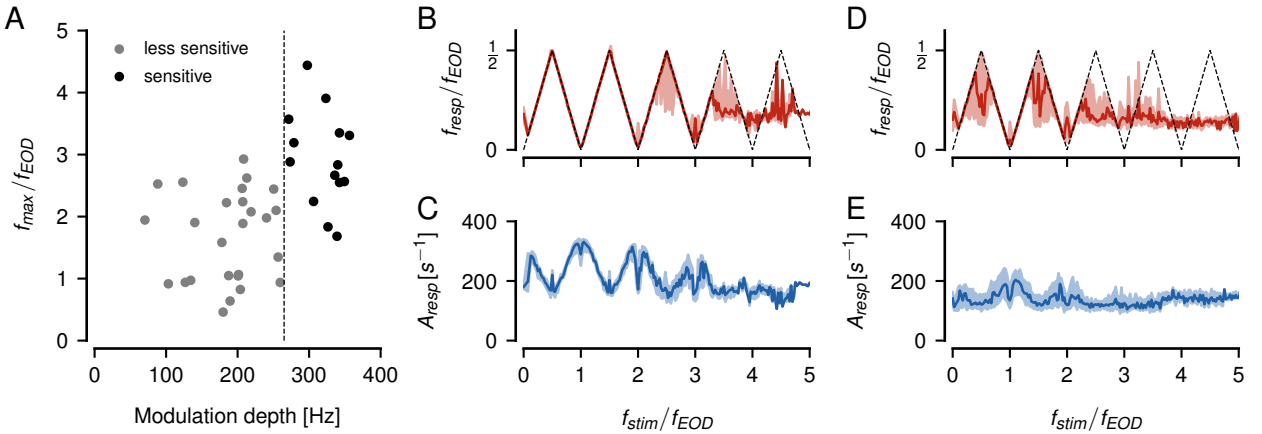 A
5
4
3
2
1
0
f_max/f_EOD
less sensitive
sensitive
0 100 200 300 400
Modulation depth [Hz]
B
1/2
0
f_resp/f_EOD
C
400
200
0
A_resp [s⁻¹]
0 1 2 3 4 5
f_stim/f_EOD
D
1/2
0
f_resp/f_EOD
E
400
200
0
A_resp [s⁻¹]
0 1 2 3 4 5
f_stim/f_EOD